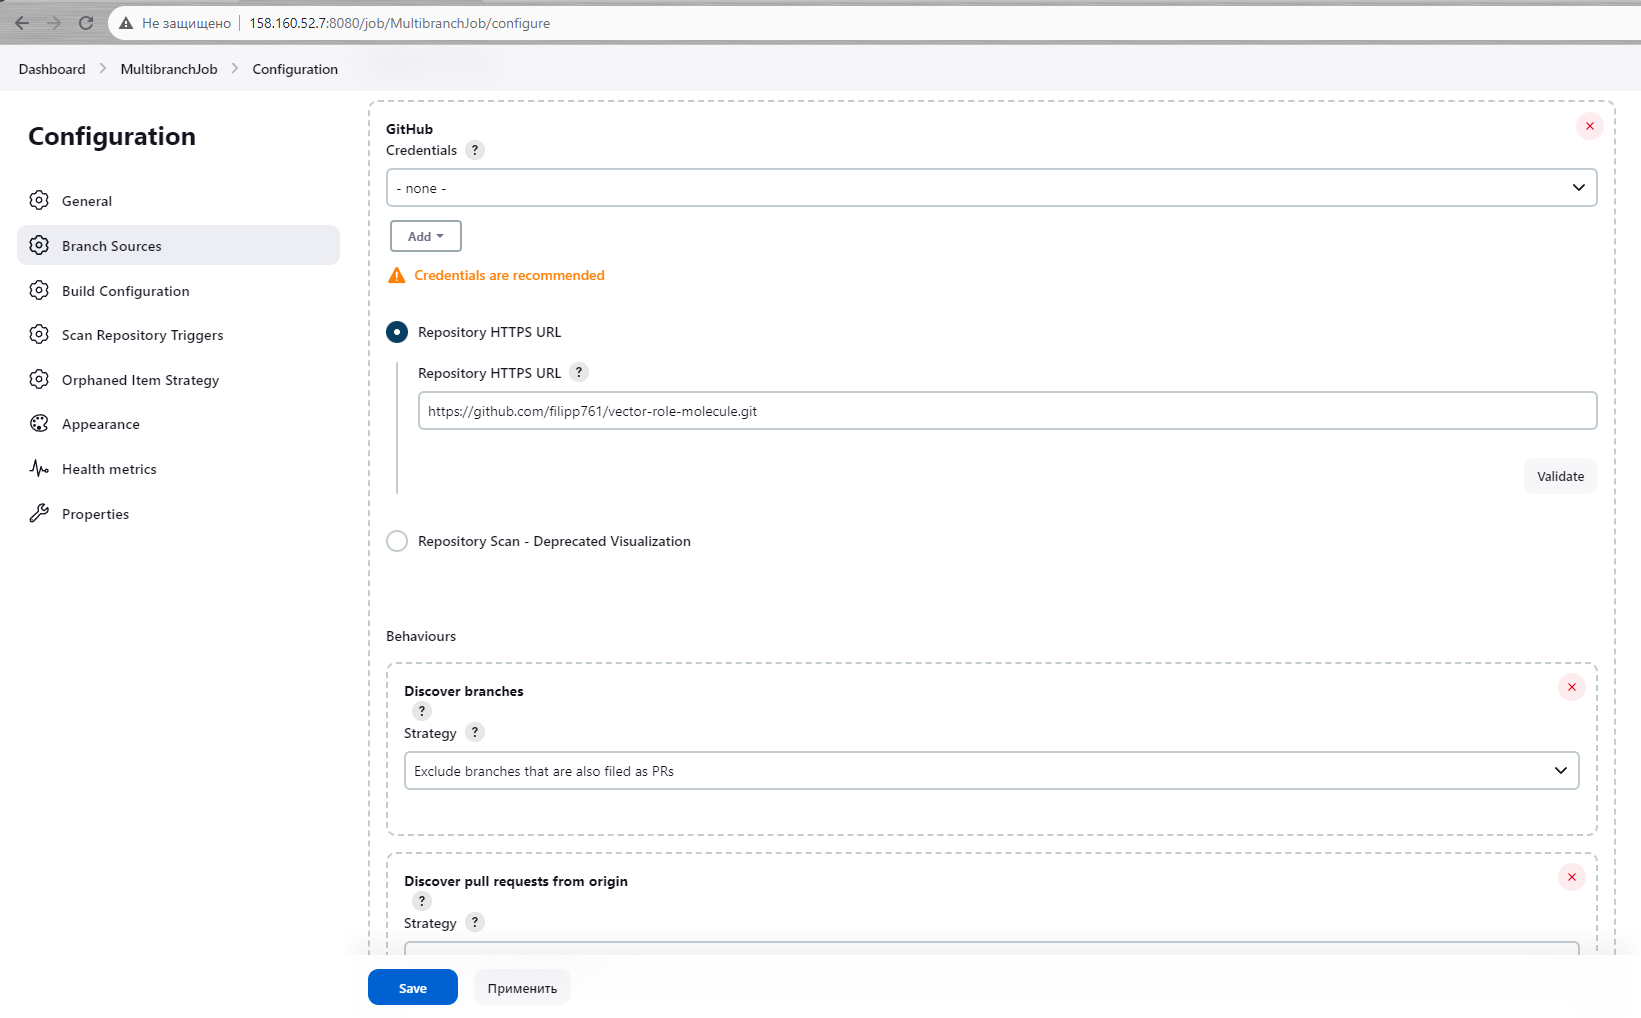 Не защищено 158.160.52.7:8080/job/MultibranchJob/configure
Dashboard MultibranchJob Configuration
Configuration
General
Branch Sources
Build Configuration
Scan Repository Triggers
Orphaned Item Strategy
Appearance
Health metrics
Properties
GitHub
Credentials ?
- none -
Add
Credentials are recommended
Repository HTTPS URL
Repository HTTPS URL ?
https://github.com/filipp761/vector-role-molecule.git
Validate
Repository Scan - Deprecated Visualization
Behaviours
Discover branches
?
Strategy ?
Exclude branches that are also filed as PRs
Discover pull requests from origin
?
Strategy ?
Save Применить